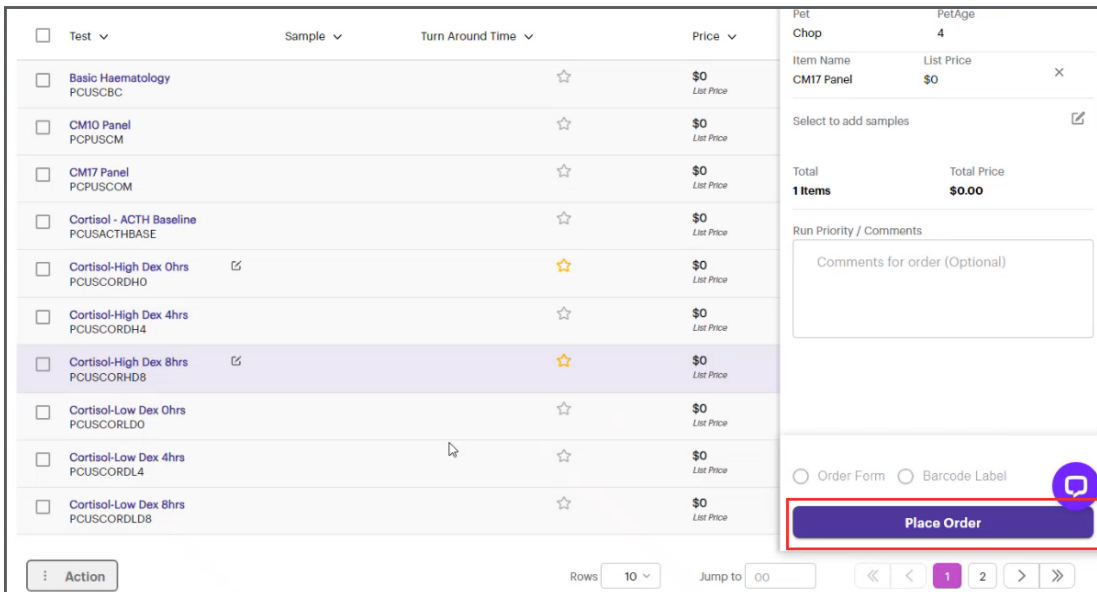 Test Sample Turn Around Time Price
Basic Haematology $0
PCUSCBC List Price
CM10 Panel $0
PCPUSCM List Price
CM17 Panel $0
PCPUSCOM List Price
Cortisol - ACTH Baseline $0
PCUSACTHBASE List Price
Cortisol-High Dex 0hrs $0
PCUSCORDH0 List Price
Cortisol-High Dex 4hrs $0
PCUSCORDH4 List Price
Cortisol-High Dex 8hrs $0
PCUSCORHD8 List Price
Cortisol-Low Dex 0hrs $0
PCUSCORLD0 List Price
Cortisol-Low Dex 4hrs $0
PCUSCORDL4 List Price
Cortisol-Low Dex 8hrs $0
PCUSCORDLD8 List Price
Action
Rows 10 Jump to 00 1 2
Pet PetAge
Chop 4
Item Name List Price
CM17 Panel $0
Select to add samples
Total Total Price
1 Items $0.00
Run Priority / Comments
Comments for order (Optional)
Order Form Barcode Label
Place Order